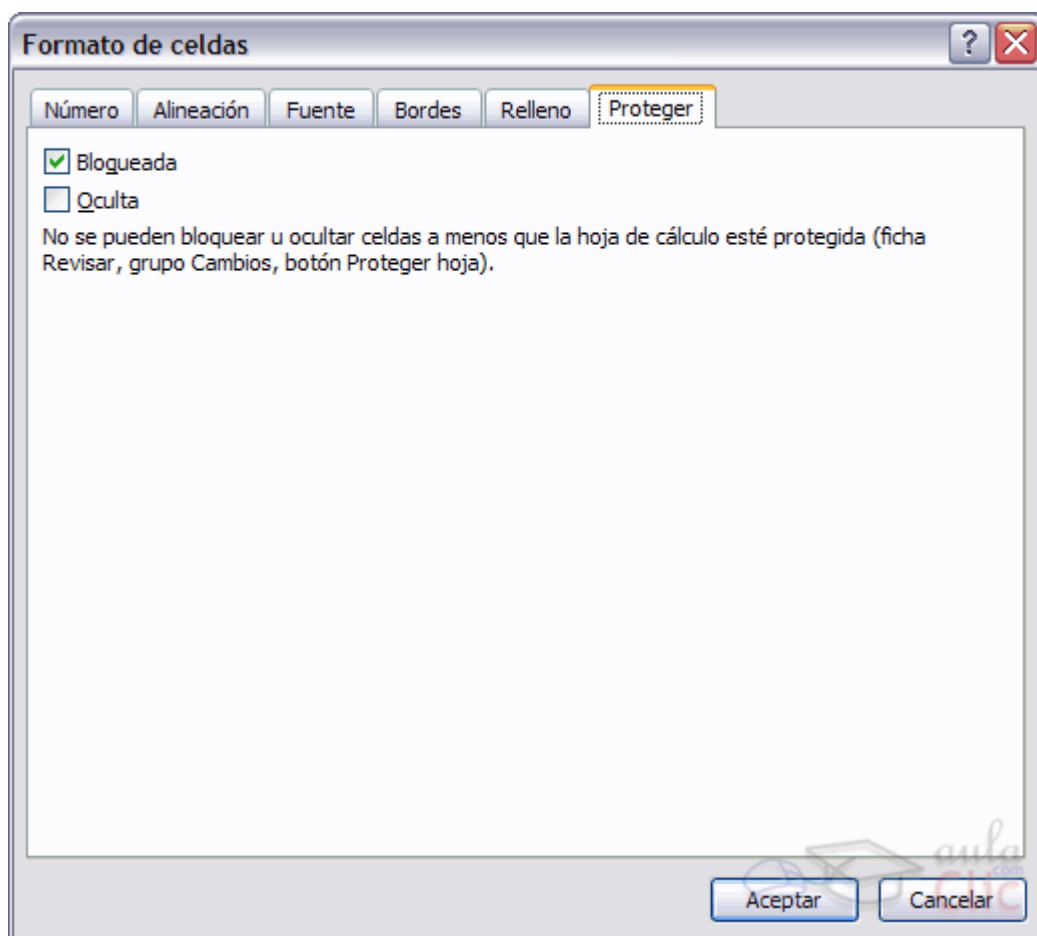 Formato de celdas
?
Número Alineación Fuente Bordes Relleno Proteger
Bloqueada
Oculta
No se pueden bloquear u ocultar celdas a menos que la hoja de cálculo esté protegida (ficha
Revisar, grupo Cambios, botón Proteger hoja).
aula
.com
Clic
Aceptar Cancelar